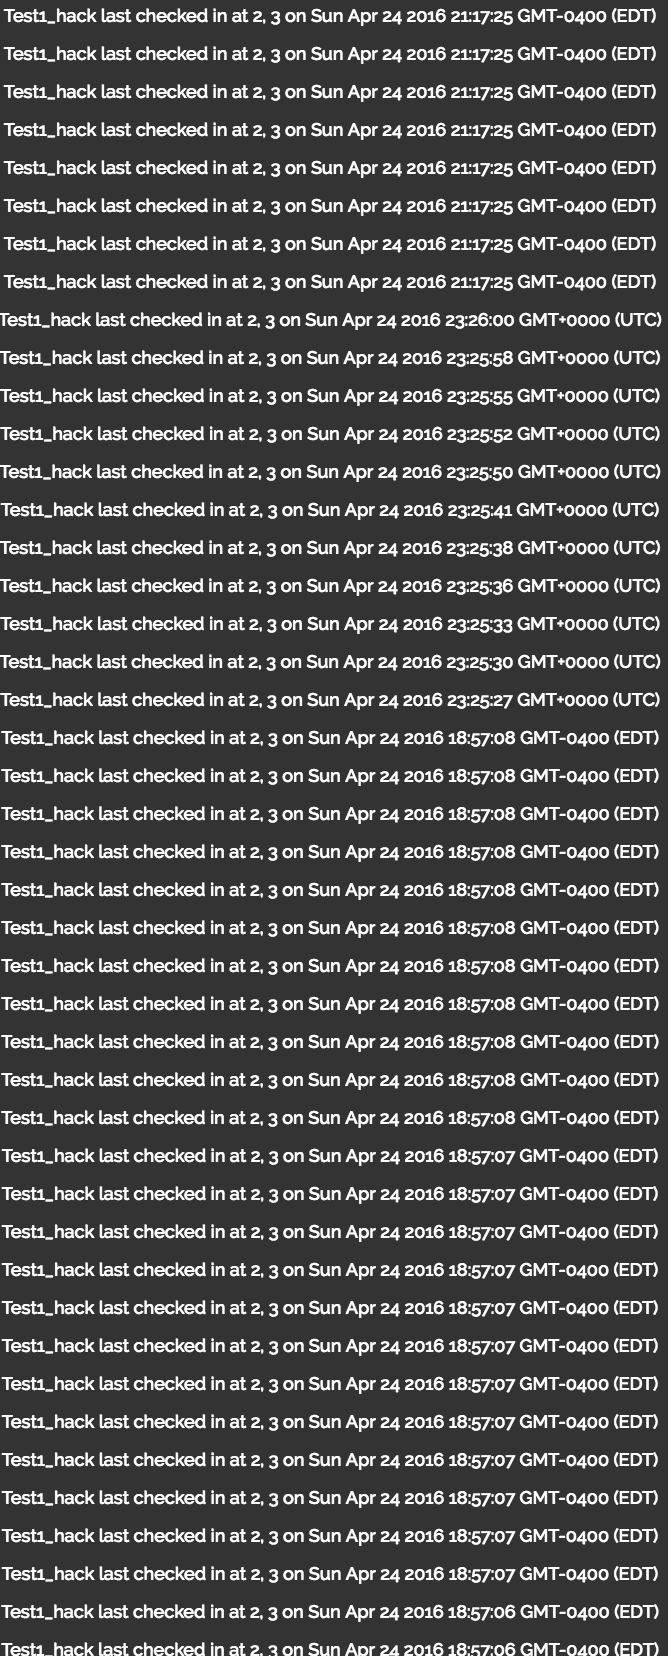 Test1_hack last checked in at 2, 3 on Sun Apr 24 2016 21:17:25 GMT-0400 (EDT)
Test1_hack last checked in at 2, 3 on Sun Apr 24 2016 21:17:25 GMT-0400 (EDT)
Test1_hack last checked in at 2, 3 on Sun Apr 24 2016 21:17:25 GMT-0400 (EDT)
Test1_hack last checked in at 2, 3 on Sun Apr 24 2016 21:17:25 GMT-0400 (EDT)
Test1_hack last checked in at 2, 3 on Sun Apr 24 2016 21:17:25 GMT-0400 (EDT)
Test1_hack last checked in at 2, 3 on Sun Apr 24 2016 21:17:25 GMT-0400 (EDT)
Test1_hack last checked in at 2, 3 on Sun Apr 24 2016 21:17:25 GMT-0400 (EDT)
Test1_hack last checked in at 2, 3 on Sun Apr 24 2016 21:17:25 GMT-0400 (EDT)
Test1_hack last checked in at 2, 3 on Sun Apr 24 2016 23:26:00 GMT+0000 (UTC)
Test1_hack last checked in at 2, 3 on Sun Apr 24 2016 23:25:58 GMT+0000 (UTC)
Test1_hack last checked in at 2, 3 on Sun Apr 24 2016 23:25:55 GMT+0000 (UTC)
Test1_hack last checked in at 2, 3 on Sun Apr 24 2016 23:25:52 GMT+0000 (UTC)
Test1_hack last checked in at 2, 3 on Sun Apr 24 2016 23:25:50 GMT+0000 (UTC)
Test1_hack last checked in at 2, 3 on Sun Apr 24 2016 23:25:41 GMT+0000 (UTC)
Test1_hack last checked in at 2, 3 on Sun Apr 24 2016 23:25:38 GMT+0000 (UTC)
Test1_hack last checked in at 2, 3 on Sun Apr 24 2016 23:25:36 GMT+0000 (UTC)
Test1_hack last checked in at 2, 3 on Sun Apr 24 2016 23:25:33 GMT+0000 (UTC)
Test1_hack last checked in at 2, 3 on Sun Apr 24 2016 23:25:30 GMT+0000 (UTC)
Test1_hack last checked in at 2, 3 on Sun Apr 24 2016 23:25:27 GMT+0000 (UTC)
Test1_hack last checked in at 2, 3 on Sun Apr 24 2016 18:57:08 GMT-0400 (EDT)
Test1_hack last checked in at 2, 3 on Sun Apr 24 2016 18:57:08 GMT-0400 (EDT)
Test1_hack last checked in at 2, 3 on Sun Apr 24 2016 18:57:08 GMT-0400 (EDT)
Test1_hack last checked in at 2, 3 on Sun Apr 24 2016 18:57:08 GMT-0400 (EDT)
Test1_hack last checked in at 2, 3 on Sun Apr 24 2016 18:57:08 GMT-0400 (EDT)
Test1_hack last checked in at 2, 3 on Sun Apr 24 2016 18:57:08 GMT-0400 (EDT)
Test1_hack last checked in at 2, 3 on Sun Apr 24 2016 18:57:08 GMT-0400 (EDT)
Test1_hack last checked in at 2, 3 on Sun Apr 24 2016 18:57:08 GMT-0400 (EDT)
Test1_hack last checked in at 2, 3 on Sun Apr 24 2016 18:57:08 GMT-0400 (EDT)
Test1_hack last checked in at 2, 3 on Sun Apr 24 2016 18:57:08 GMT-0400 (EDT)
Test1_hack last checked in at 2, 3 on Sun Apr 24 2016 18:57:08 GMT-0400 (EDT)
Test1_hack last checked in at 2, 3 on Sun Apr 24 2016 18:57:07 GMT-0400 (EDT)
Test1_hack last checked in at 2, 3 on Sun Apr 24 2016 18:57:07 GMT-0400 (EDT)
Test1_hack last checked in at 2, 3 on Sun Apr 24 2016 18:57:07 GMT-0400 (EDT)
Test1_hack last checked in at 2, 3 on Sun Apr 24 2016 18:57:07 GMT-0400 (EDT)
Test1_hack last checked in at 2, 3 on Sun Apr 24 2016 18:57:07 GMT-0400 (EDT)
Test1_hack last checked in at 2, 3 on Sun Apr 24 2016 18:57:07 GMT-0400 (EDT)
Test1_hack last checked in at 2, 3 on Sun Apr 24 2016 18:57:07 GMT-0400 (EDT)
Test1_hack last checked in at 2, 3 on Sun Apr 24 2016 18:57:07 GMT-0400 (EDT)
Test1_hack last checked in at 2, 3 on Sun Apr 24 2016 18:57:07 GMT-0400 (EDT)
Test1_hack last checked in at 2, 3 on Sun Apr 24 2016 18:57:07 GMT-0400 (EDT)
Test1_hack last checked in at 2, 3 on Sun Apr 24 2016 18:57:07 GMT-0400 (EDT)
Test1_hack last checked in at 2, 3 on Sun Apr 24 2016 18:57:07 GMT-0400 (EDT)
Test1_hack last checked in at 2, 3 on Sun Apr 24 2016 18:57:06 GMT-0400 (EDT)
Test1_hack last checked in at 2, 3 on Sun Apr 24 2016 18:57:06 GMT-0400 (EDT)